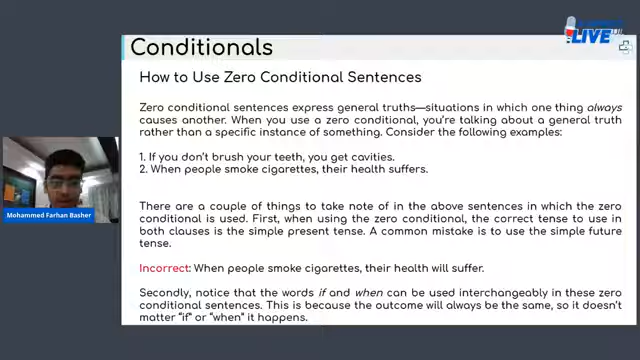 LIVE
Conditionals
How to Use Zero Conditional Sentences
Zero conditional sentences express general truths—situations in which one thing always
causes another. When you use a zero conditional, you're talking about a general truth
rather than a specific instance of something. Consider the following examples:
1. If you don't brush your teeth, you get cavities.
2. When people smoke cigarettes, their health suffers.
There are a couple of things to take note of in the above sentences in which the zero
conditional is used. First, when using the zero conditional, the correct tense to use in
both clauses is the simple present tense. A common mistake is to use the simple future
tense.
Incorrect: When people smoke cigarettes, their health will suffer.
Secondly, notice that the words if and when can be used interchangeably in these zero
conditional sentences. This is because the outcome will always be the same, so it doesn't
matter “if” or “when” it happens.
Mohammed Farhan Basher